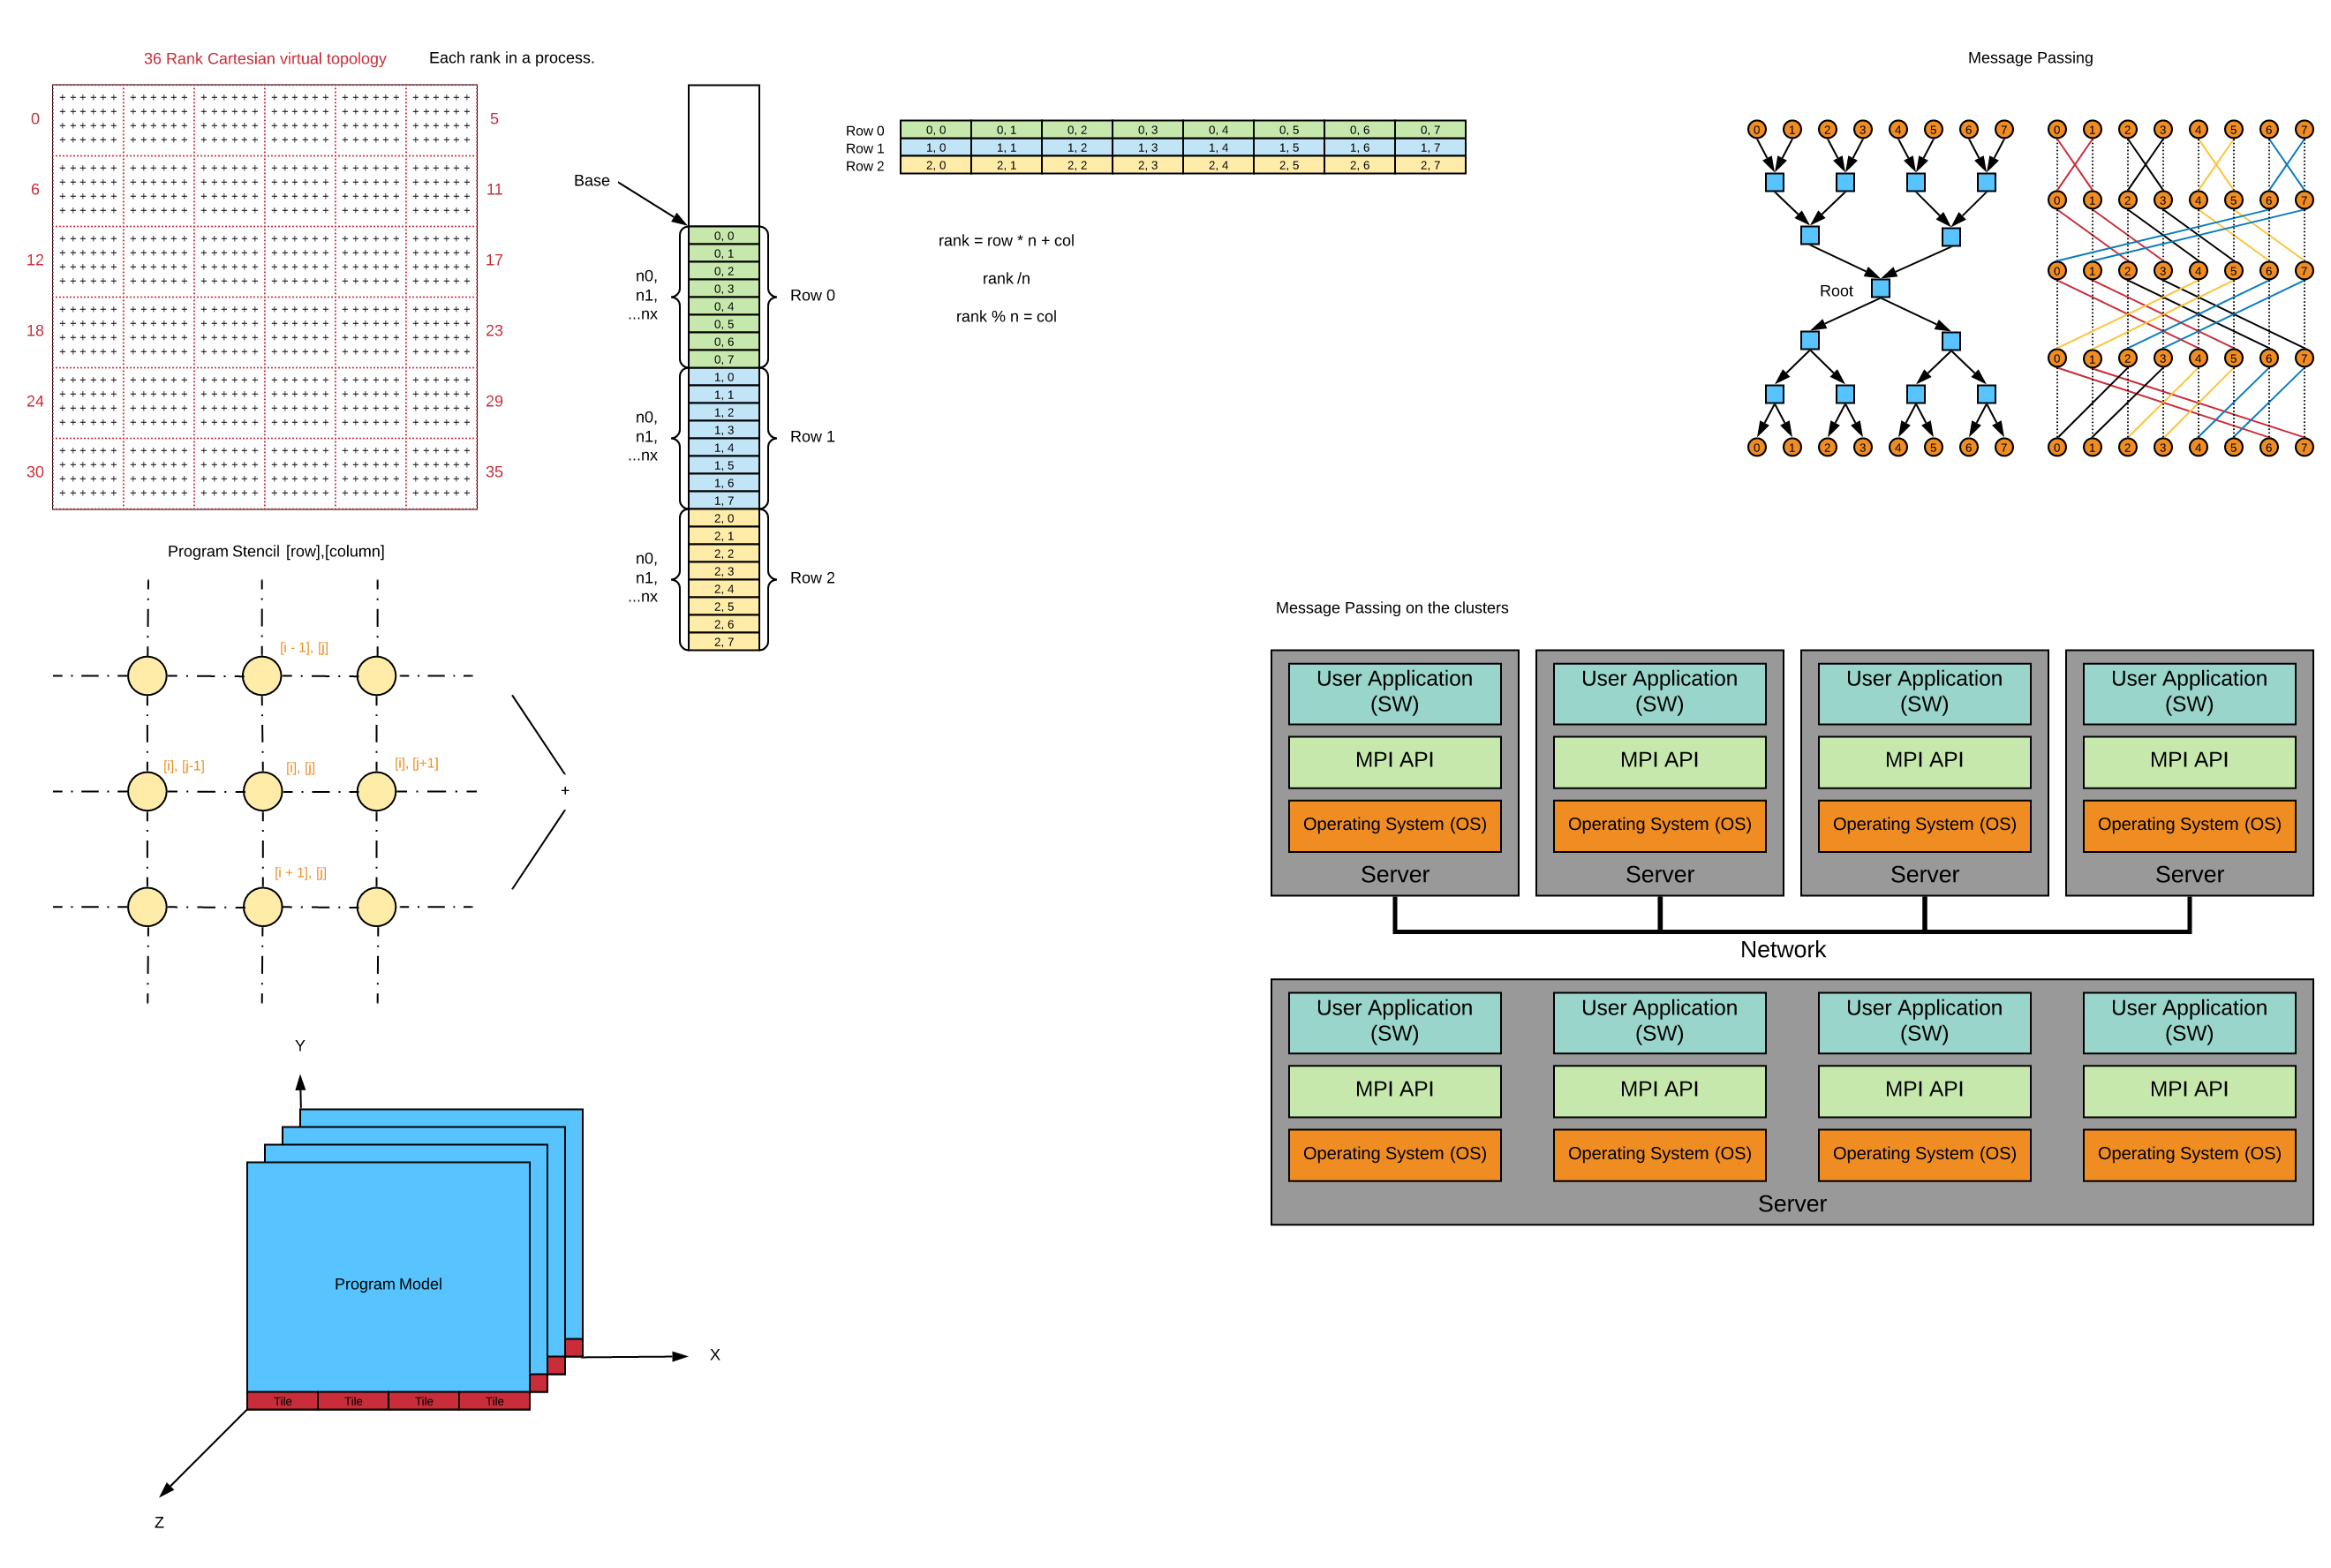 36 Rank Cartesian virtual topology
Each rank in a process.
0
5
6
11
12
17
18
23
24
29
30
35
Program Stencil [row],[column]
[i - 1], [j]
[i], [j-1]
[i], [j]
[i], [j+1]
[i + 1], [j]
+
Y
Program Model
Tile Tile Tile Tile
X
Z
Base
0, 0
0, 1
0, 2
0, 3
0, 4
0, 5
0, 6
0, 7
1, 0
1, 1
1, 2
1, 3
1, 4
1, 5
1, 6
1, 7
2, 0
2, 1
2, 2
2, 3
2, 4
2, 5
2, 6
2, 7
n0,
n1,
...nx
Row 0
n0,
n1,
...nx
Row 1
n0,
n1,
...nx
Row 2
Row 0 0, 0 0, 1 0, 2 0, 3 0, 4 0, 5 0, 6 0, 7
Row 1 1, 0 1, 1 1, 2 1, 3 1, 4 1, 5 1, 6 1, 7
Row 2 2, 0 2, 1 2, 2 2, 3 2, 4 2, 5 2, 6 2, 7
rank = row * n + col
rank /n
rank % n = col
Message Passing
0 1 2 3 4 5 6 7
Root
0 1 2 3 4 5 6 7
0 1 2 3 4 5 6 7
0 1 2 3 4 5 6 7
0 1 2 3 4 5 6 7
0 1 2 3 4 5 6 7
0 1 2 3 4 5 6 7
Message Passing on the clusters
User Application
(SW)
MPI API
Operating System (OS)
Server
User Application
(SW)
MPI API
Operating System (OS)
Server
User Application
(SW)
MPI API
Operating System (OS)
Server
User Application
(SW)
MPI API
Operating System (OS)
Server
Network
User Application
(SW)
MPI API
Operating System (OS)
User Application
(SW)
MPI API
Operating System (OS)
User Application
(SW)
MPI API
Operating System (OS)
User Application
(SW)
MPI API
Operating System (OS)
Server